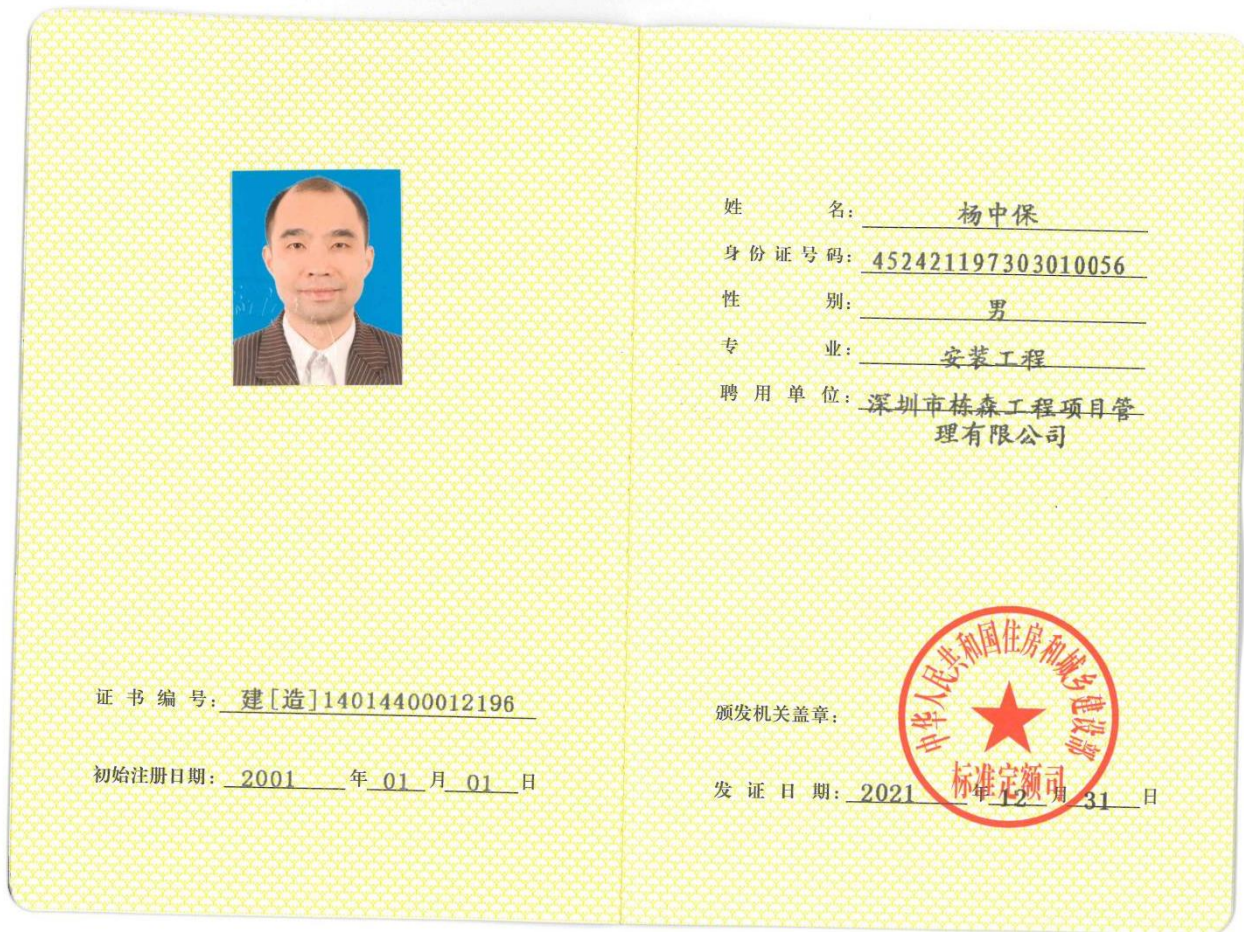 姓名：杨中保
身份证号码：452421197303010056
性别：男
专业：安装工程
聘用单位：深圳市栋森工程项目管
理有限公司
证书编号：建[造]14014400012196
初始注册日期：2001年01月01日
颁发机关盖章：
中华人民共和国住房和城乡建设部
标准定额司
发证日期：2021年12月31日